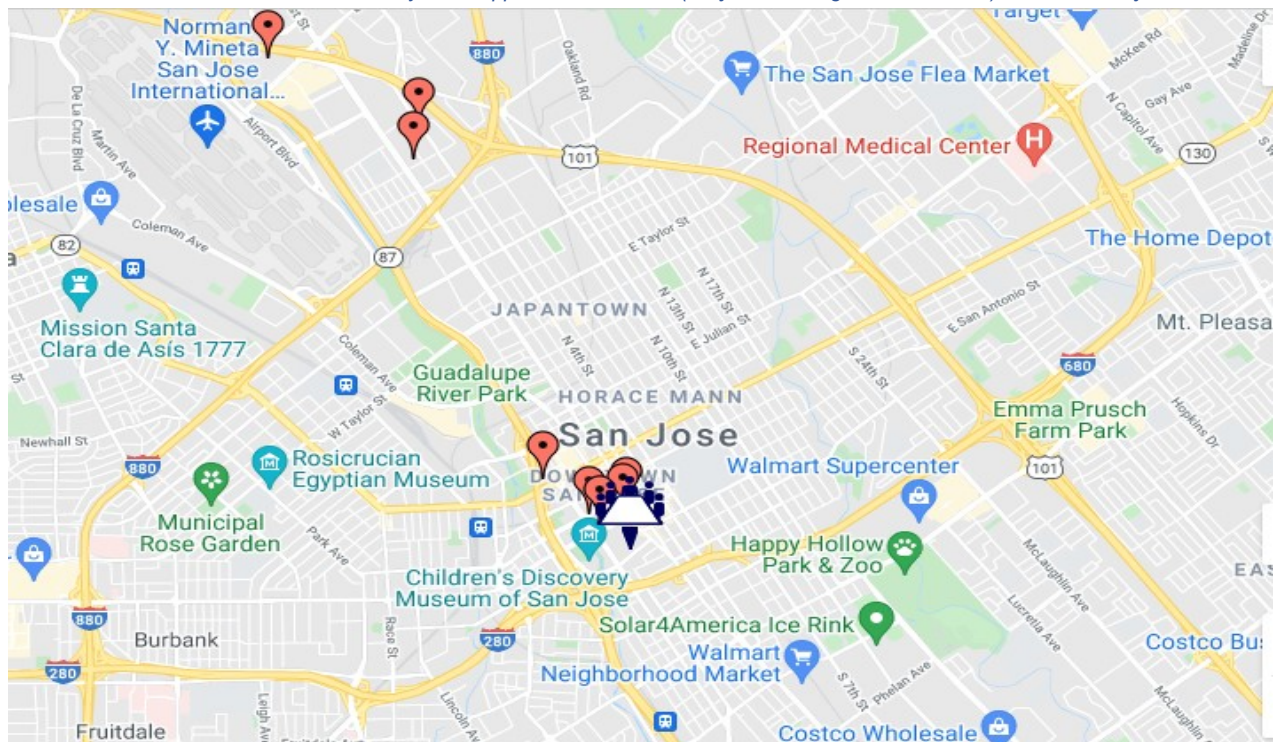 Target
Norman
Y. Mineta
San Jose
International...
880
Oakland Rd
McKee Rd
Madeline Dr
The San Jose Flea Market
De La Cruz Blvd
Martin Ave
Airport Blvd
N Capitol Ave
Gay Ave
Regional Medical Center
H
101
130
olesale
Coleman Ave
E Taylor St
82
87
The Home Depot
N 17th St
N 13th St
E San Antonio St
JAPANTOWN
E Julian St
Mission Santa
Clara de Asís 1777
N 4th St
N 10th St
Mt. Pleasa
Coleman Ave
S 24th St
680
St
Guadalupe
River Park
HORACE MANN
W Taylor St
Emma Prusch
Farm Park
Hopkins Dr
San Jose
Newhall St
880
Rosicrucian
Egyptian Museum
Walmart Supercenter
101
Municipal
Rose Garden
Park Ave
Happy Hollow
Park & Zoo
McLaughlin Ave
EAS
Children's Discovery
Museum of San Jose
Lucretia Ave
880
Burbank
Race St
280
Solar4America Ice Rink
Costco Bu
Walmart
Neighborhood Market
280
S 7th St
Phelan Ave
Leigh Ave
Lincoln Av
McLaughlin
Fruitdale
Costco Wholesale